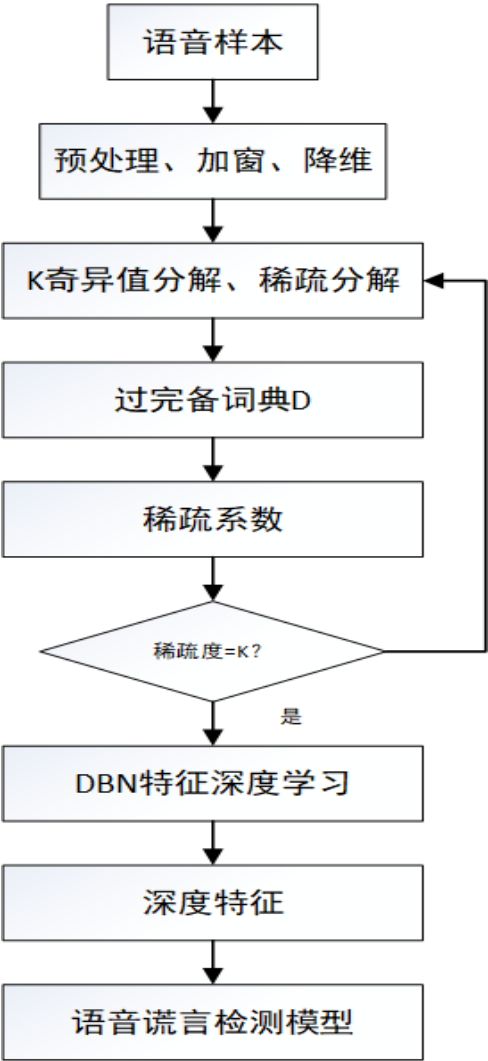 语音样本
预处理、加窗、降维
K奇异值分解、稀疏分解
过完备词典D
稀疏系数
稀疏度=K?
是
DBN特征深度学习
深度特征
语音谎言检测模型